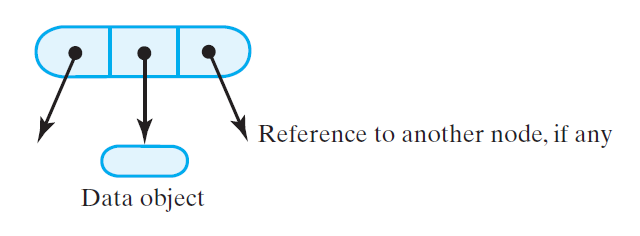 Reference to another node, if any
Data object